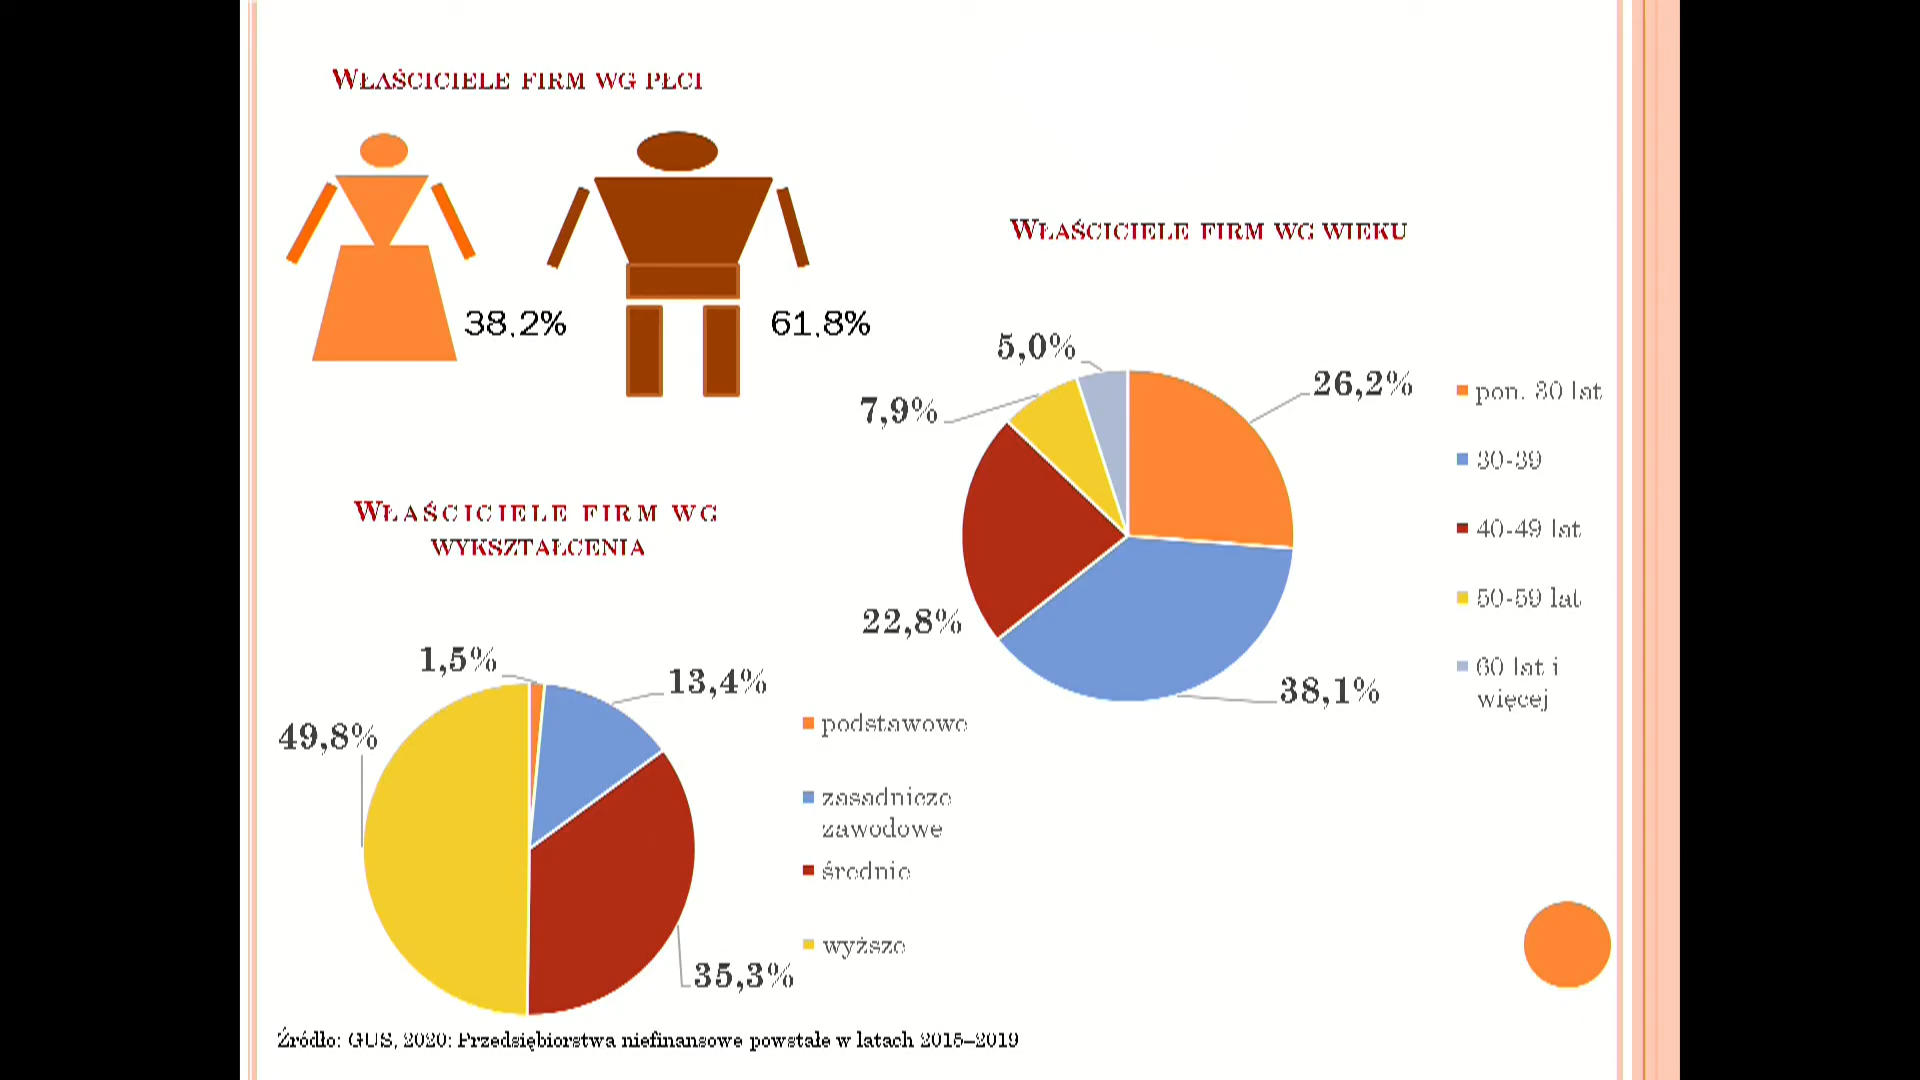 Właściciele firm wg płci
38,2%
61,8%
Właściciele firm wg wieku
5,0%
26,2%
7,9%
22,8%
38,1%
pon. 30 lat
30-39
40-49 lat
50-59 lat
60 lat i
więcej
Właściciele firm wg
wykształcenia
1,5%
13,4%
49,8%
35,3%
podstawowe
zasadnicze
zawodowe
średnie
wyższe
Źródło: GUS, 2020: Przedsiębiorstwa niefinansowe powstałe w latach 2015–2019